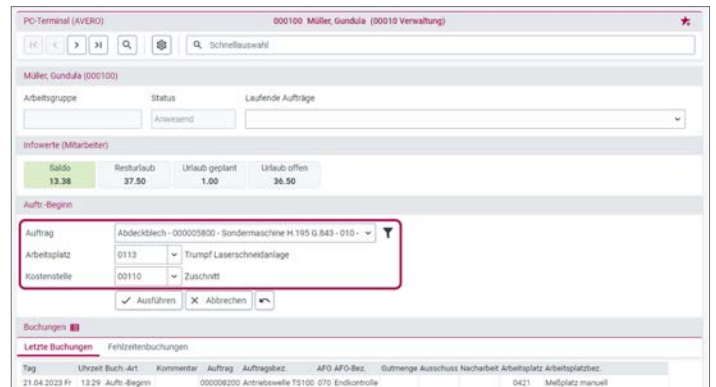 PC-Terminal (AVERO) 000100 Müller, Gundula (00010 Verwaltung)
Schnellauswahl
Müller, Gundula (000100)
Arbeitsgruppe Status Laufende Aufträge
Anwesend
Infowerte (Mitarbeiter)
Saldo Resturlaub Urlaub geplant Urlaub offen
13.38 37.50 1.00 36.50
Auftr.-Beginn
Auftrag Abdeckblech - 000005800 - Sondermaschine H.195 G.843 - 010 -
Arbeitsplatz 0113 Trumpf Laserschneidanlage
Kostenstelle 00110 Zuschnitt
Ausführen Abbrechen
Buchungen
Letzte Buchungen Fehlzeitenbuchungen
Tag Uhrzeit Buch.-Art Kommentar Auftrag Auftragsbez. AFO AFO-Bez. Gutmenge Ausschuss Nacharbeit Arbeitsplatz Arbeitsplatzbez.
21.04.2023 Fr 13:29 Auftr.-Beginn 000008200 Antriebswelle TS100 070 Endkontrolle 0421 Meßplatz manuell